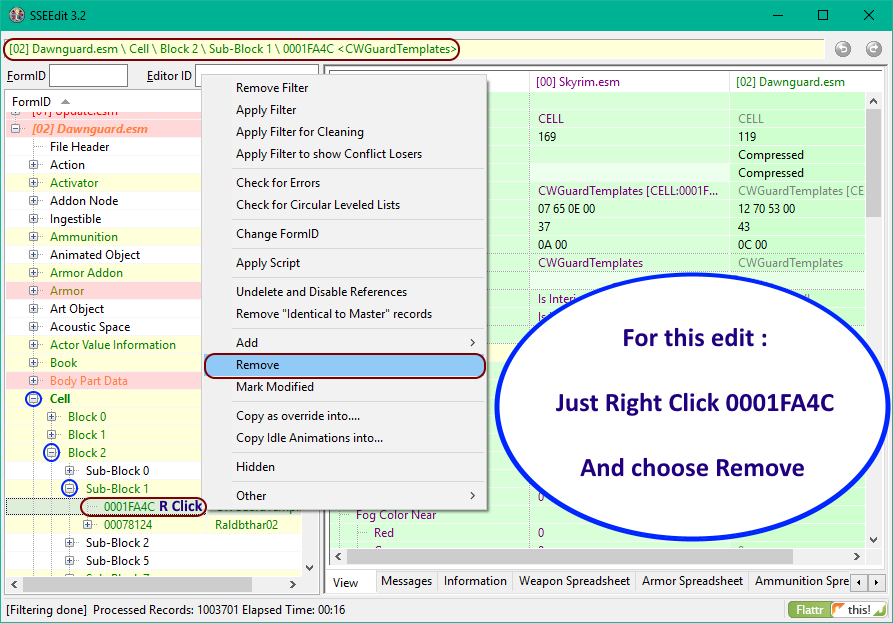 SSEEdit 3.2
[02] Dawnguard.esm \ Cell \ Block 2 \ Sub-Block 1 \ 0001FA4C <CWGuardTemplates>
FormID
Editor ID
FormID
[01] Update.esm
[02] Dawnguard.esm
File Header
Action
Activator
Addon Node
Ingestible
Ammunition
Animated Object
Armor Addon
Armor
Art Object
Acoustic Space
Actor Value Information
Book
Body Part Data
Cell
Block 0
Block 1
Block 2
Sub-Block 0
Sub-Block 1
0001FA4C R Click
00078124 Raldbthar02
Sub-Block 2
Sub-Block 5
Remove Filter
Apply Filter
Apply Filter for Cleaning
Apply Filter to show Conflict Losers
Check for Errors
Check for Circular Leveled Lists
Change FormID
Apply Script
Undelete and Disable References
Remove "Identical to Master" records
Add
Remove
Mark Modified
Copy as override into....
Copy Idle Animations into...
Hidden
Other
[00] Skyrim.esm [02] Dawnguard.esm
CELL CELL
169 119
Compressed
Compressed
CWGuardTemplates [CELL:0001F... CWGuardTemplates [CE
07 65 0E 00 12 70 53 00
37 43
0A 00 0C 00
CWGuardTemplates CWGuardTemplates
For this edit :
Just Right Click 0001FA4C
And choose Remove
0
Fog Color Near
Red 0
View Messages Information Weapon Spreadsheet Armor Spreadsheet Ammunition Spre
[Filtering done] Processed Records: 1003701 Elapsed Time: 00:16
Flattr this!